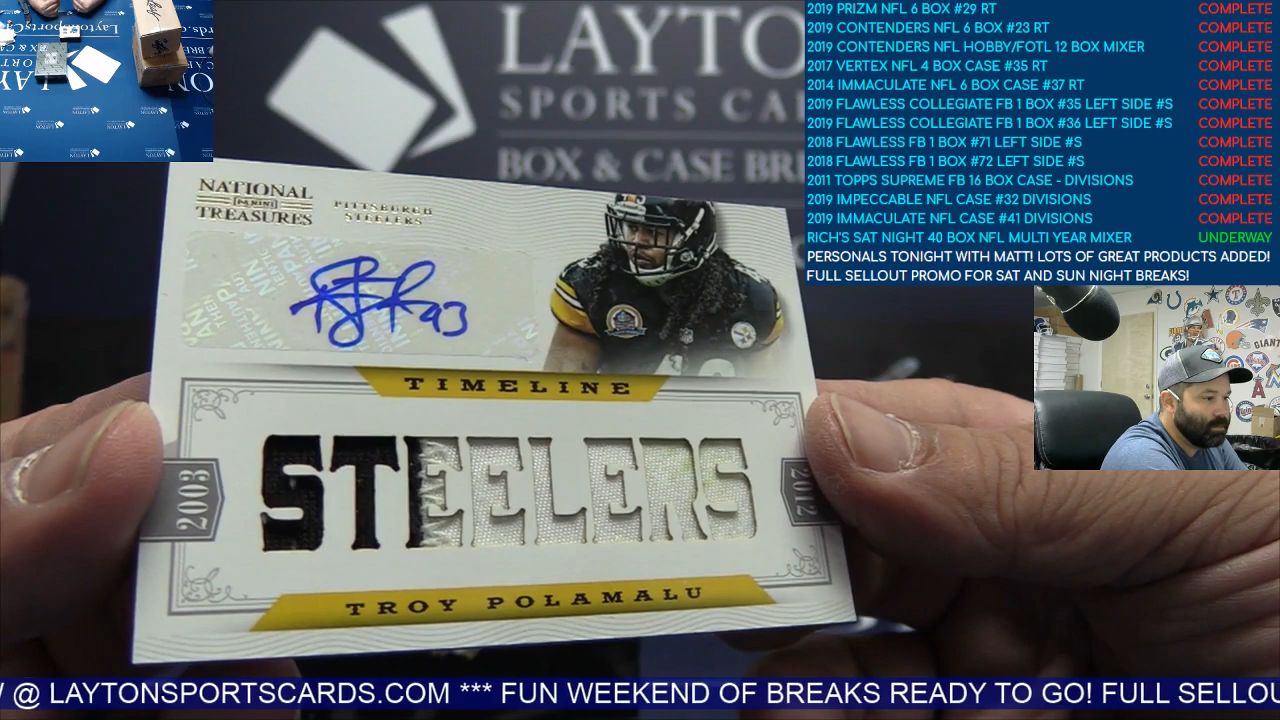 LAYTO
SPORTS CA
BOX & CASE BRE
2019 PRIZM NFL 6 BOX #29 RT COMPLETE
2019 CONTENDERS NFL 6 BOX #23 RT COMPLETE
2019 CONTENDERS NFL HOBBY/FOTL 12 BOX MIXER COMPLETE
2017 VERTEX NFL 4 BOX CASE #35 RT COMPLETE
2014 IMMACULATE NFL 6 BOX CASE #37 RT COMPLETE
2019 FLAWLESS COLLEGIATE FB 1 BOX #35 LEFT SIDE #S COMPLETE
2019 FLAWLESS COLLEGIATE FB 1 BOX #36 LEFT SIDE #S COMPLETE
2018 FLAWLESS FB 1 BOX #71 LEFT SIDE #S COMPLETE
2018 FLAWLESS FB 1 BOX #72 LEFT SIDE #S COMPLETE
2011 TOPPS SUPREME FB 16 BOX CASE - DIVISIONS COMPLETE
2019 IMPECCABLE NFL CASE #32 DIVISIONS COMPLETE
2019 IMMACULATE NFL CASE #41 DIVISIONS COMPLETE
RICH'S SAT NIGHT 40 BOX NFL MULTI YEAR MIXER UNDERWAY
PERSONALS TONIGHT WITH MATT! LOTS OF GREAT PRODUCTS ADDED!
FULL SELLOUT PROMO FOR SAT AND SUN NIGHT BREAKS!
NATIONAL
PANINI
TREASURES
PITTSBURGH
STEELERS
TIMELINE
2003
STEELERS
2012
TROY POLAMALU
@ LAYTONSPORTSCARDS.COM *** FUN WEEKEND OF BREAKS READY TO GO! FULL SELLOU